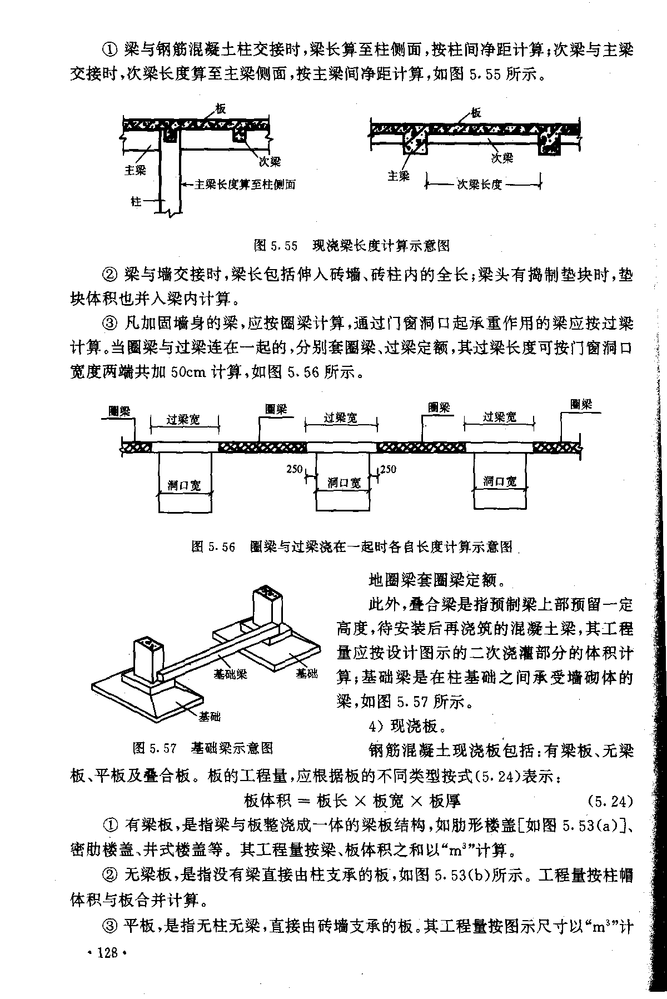 ① 梁与钢筋混凝土柱交接时,梁长算至柱侧面,按柱间净距计算;次梁与主梁
交接时,次梁长度算至主梁侧面,按主梁间净距计算,如图 5.55 所示。
板
主梁
次梁
主梁长度算至柱侧面
柱
板
次梁
主梁
次梁长度
图 5.55 现浇梁长度计算示意图
② 梁与墙交接时,梁长包括伸入砖墙、砖柱内的全长;梁头有捣制垫块时,垫
块体积也并入梁内计算。
③ 凡加固墙身的梁,应按圈梁计算,通过门窗洞口起承重作用的梁应按过梁
计算。当圈梁与过梁连在一起的,分别套圈梁、过梁定额,其过梁长度可按门窗洞口
宽度两端共加 50cm 计算,如图 5.56 所示。
圈梁 过梁宽 圈梁 过梁宽 圈梁 过梁宽 圈梁
250 250
洞口宽 洞口宽 洞口宽
图 5.56 圈梁与过梁浇在一起时各自长度计算示意图
基础梁
基础
基础
图 5.57 基础梁示意图
地圈梁套圈梁定额。
此外,叠合梁是指预制梁上部预留一定
高度,待安装后再浇筑的混凝土梁,其工程
量应按设计图示的二次浇灌部分的体积计
算;基础梁是在柱基础之间承受墙砌体的
梁,如图 5.57 所示。
4) 现浇板。
钢筋混凝土现浇板包括:有梁板、无梁
板、平板及叠合板。板的工程量,应根据板的不同类型按式(5.24)表示:
板体积 = 板长 × 板宽 × 板厚 (5.24)
① 有梁板,是指梁与板整浇成一体的梁板结构,如肋形楼盖[如图 5.53(a)]、
密肋楼盖、井式楼盖等。其工程量按梁、板体积之和以“m³”计算。
② 无梁板,是指没有梁直接由柱支承的板,如图 5.53(b)所示。工程量按柱帽
体积与板合并计算。
③ 平板,是指无柱无梁,直接由砖墙支承的板。其工程量按图示尺寸以“m³”计
· 128 ·